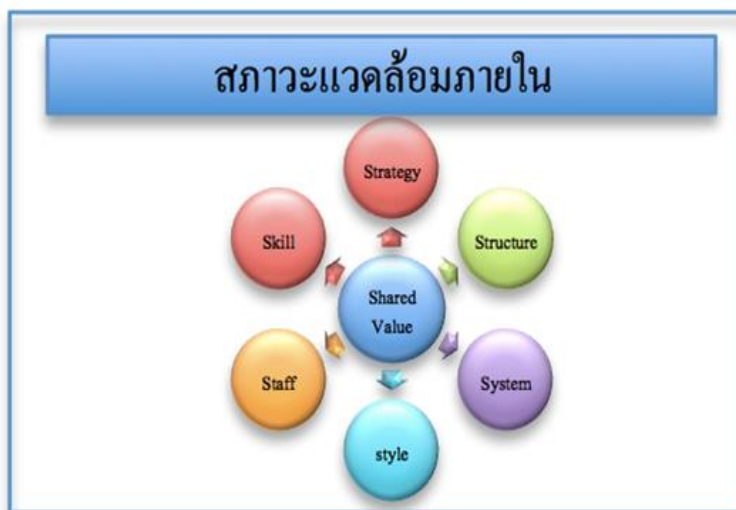 สภาวะแวดล้อมภายใน
Strategy
Structure
System
style
Staff
Skill
Shared
Value